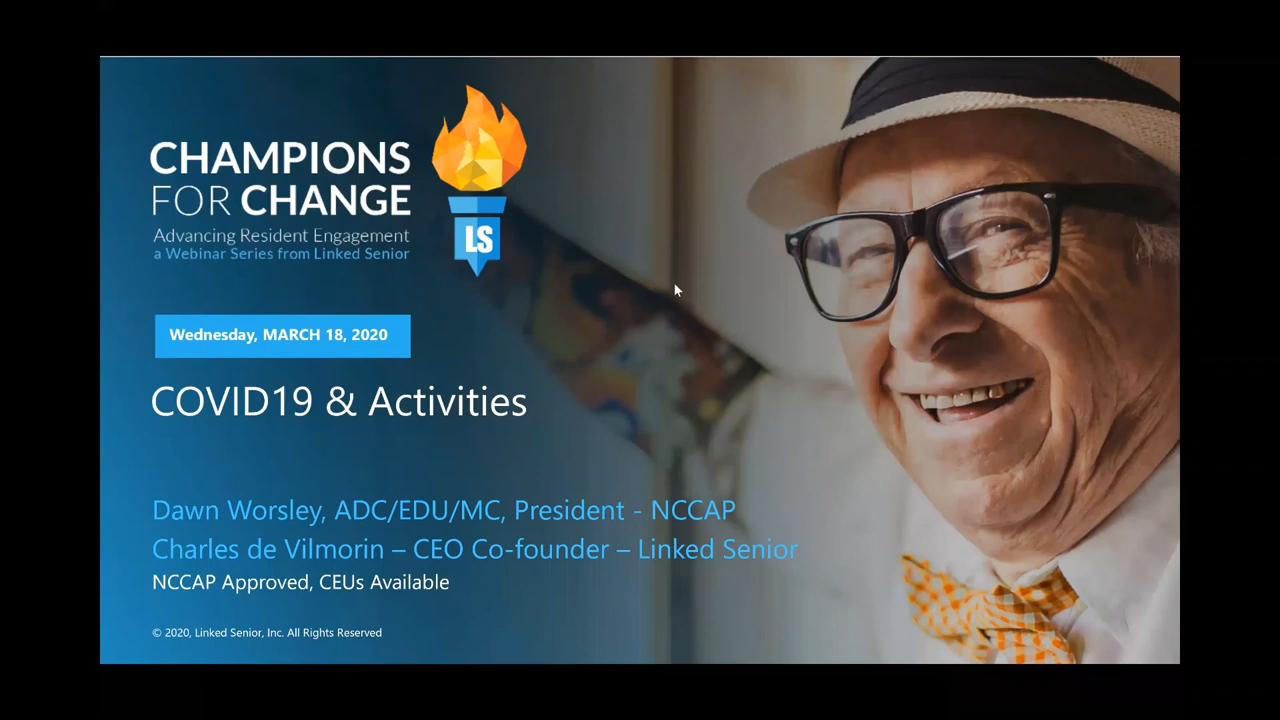 CHAMPIONS
FOR CHANGE
Advancing Resident Engagement
a Webinar Series from Linked Senior
LS
Wednesday, MARCH 18, 2020
COVID19 & Activities
Dawn Worsley, ADC/EDU/MC, President - NCCAP
Charles de Vilmorin – CEO Co-founder – Linked Senior
NCCAP Approved, CEUs Available
© 2020, Linked Senior, Inc. All Rights Reserved